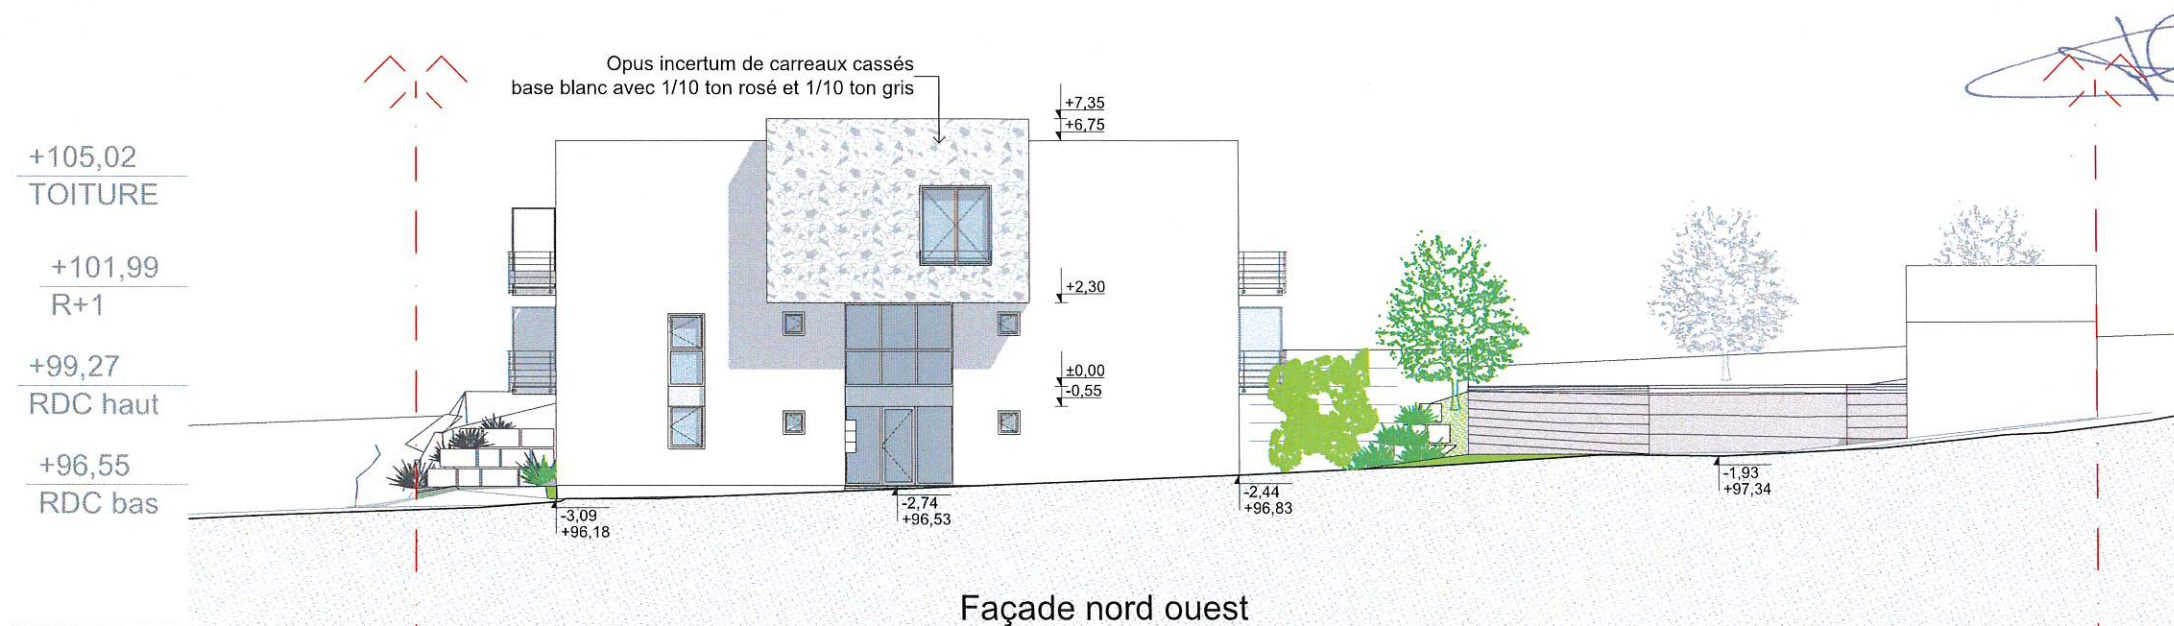 Opus incertum de carreaux cassés
base blanc avec 1/10 ton rosé et 1/10 ton gris
+7,35
+6,75
+105,02
TOITURE
+101,99
R+1
+2,30
+99,27
RDC haut
±0,00
-0,55
+96,55
RDC bas
-3,09
+96,18
-2,74
+96,53
-2,44
+96,83
-1,93
+97,34
Façade nord ouest